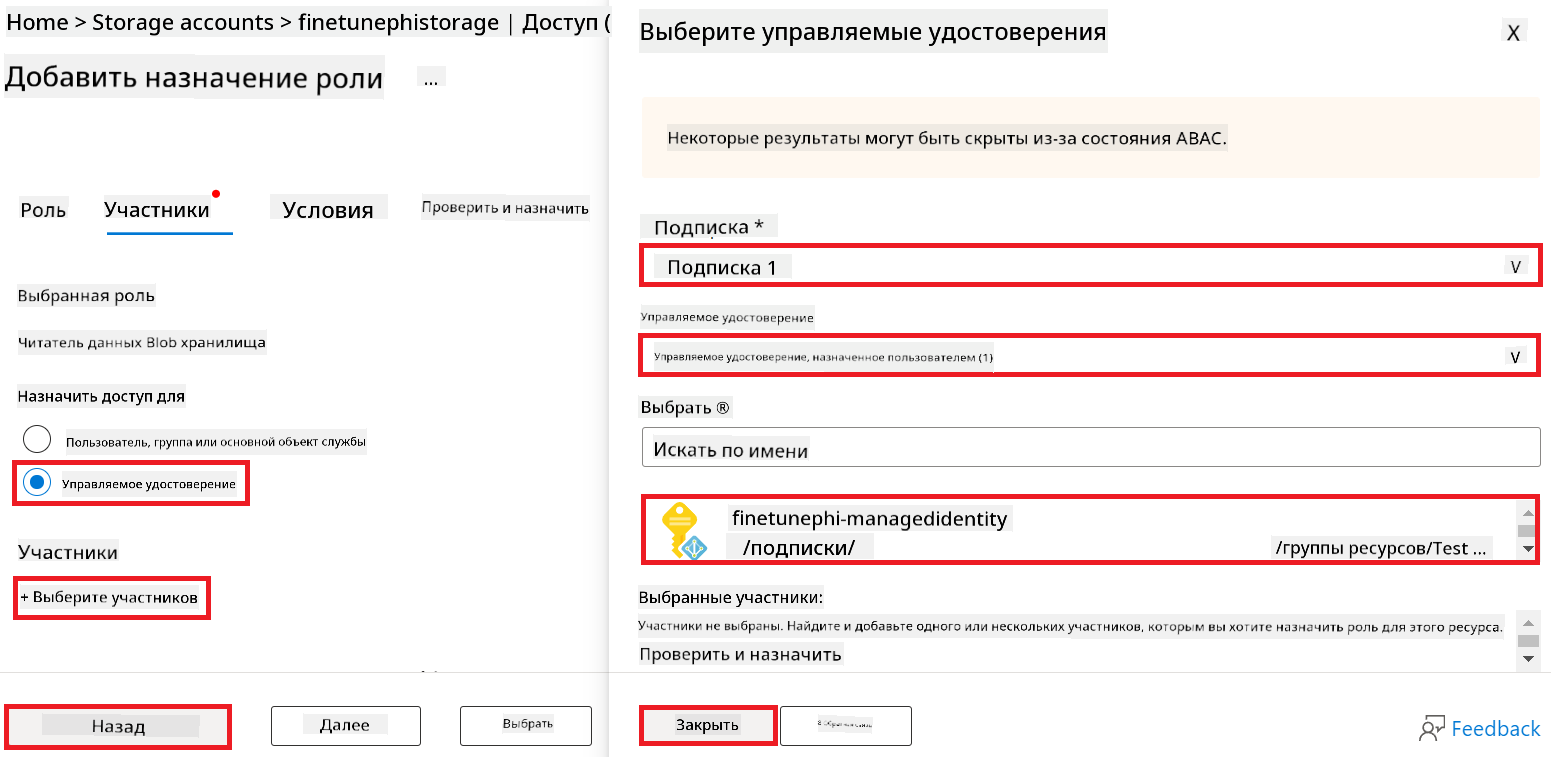 Home > Storage accounts > finetunephistorage | Доступ (
Добавить назначение роли ...
Роль Участники Условия Проверить и назначить
Выбранная роль
Читатель данных Blob хранилища
Назначить доступ для
Пользователь, группа или основной объект службы
Управляемое удостоверение
Участники
+ Выберите участников
Назад Далее Выбрать
Выберите управляемые удостоверения X
Некоторые результаты могут быть скрыты из-за состояния ABAC.
Подписка *
Подписка 1 V
Управляемое удостоверение
Управляемое удостоверение, назначенное пользователем (1) V
Выбрать ®
Искать по имени
finetunephi-managedidentity
/подписки/ /группы ресурсов/Test ...
Выбранные участники:
Участники не выбраны. Найдите и добавьте одного или нескольких участников, которым вы хотите назначить роль для этого ресурса.
Проверить и назначить
Закрыть
Feedback